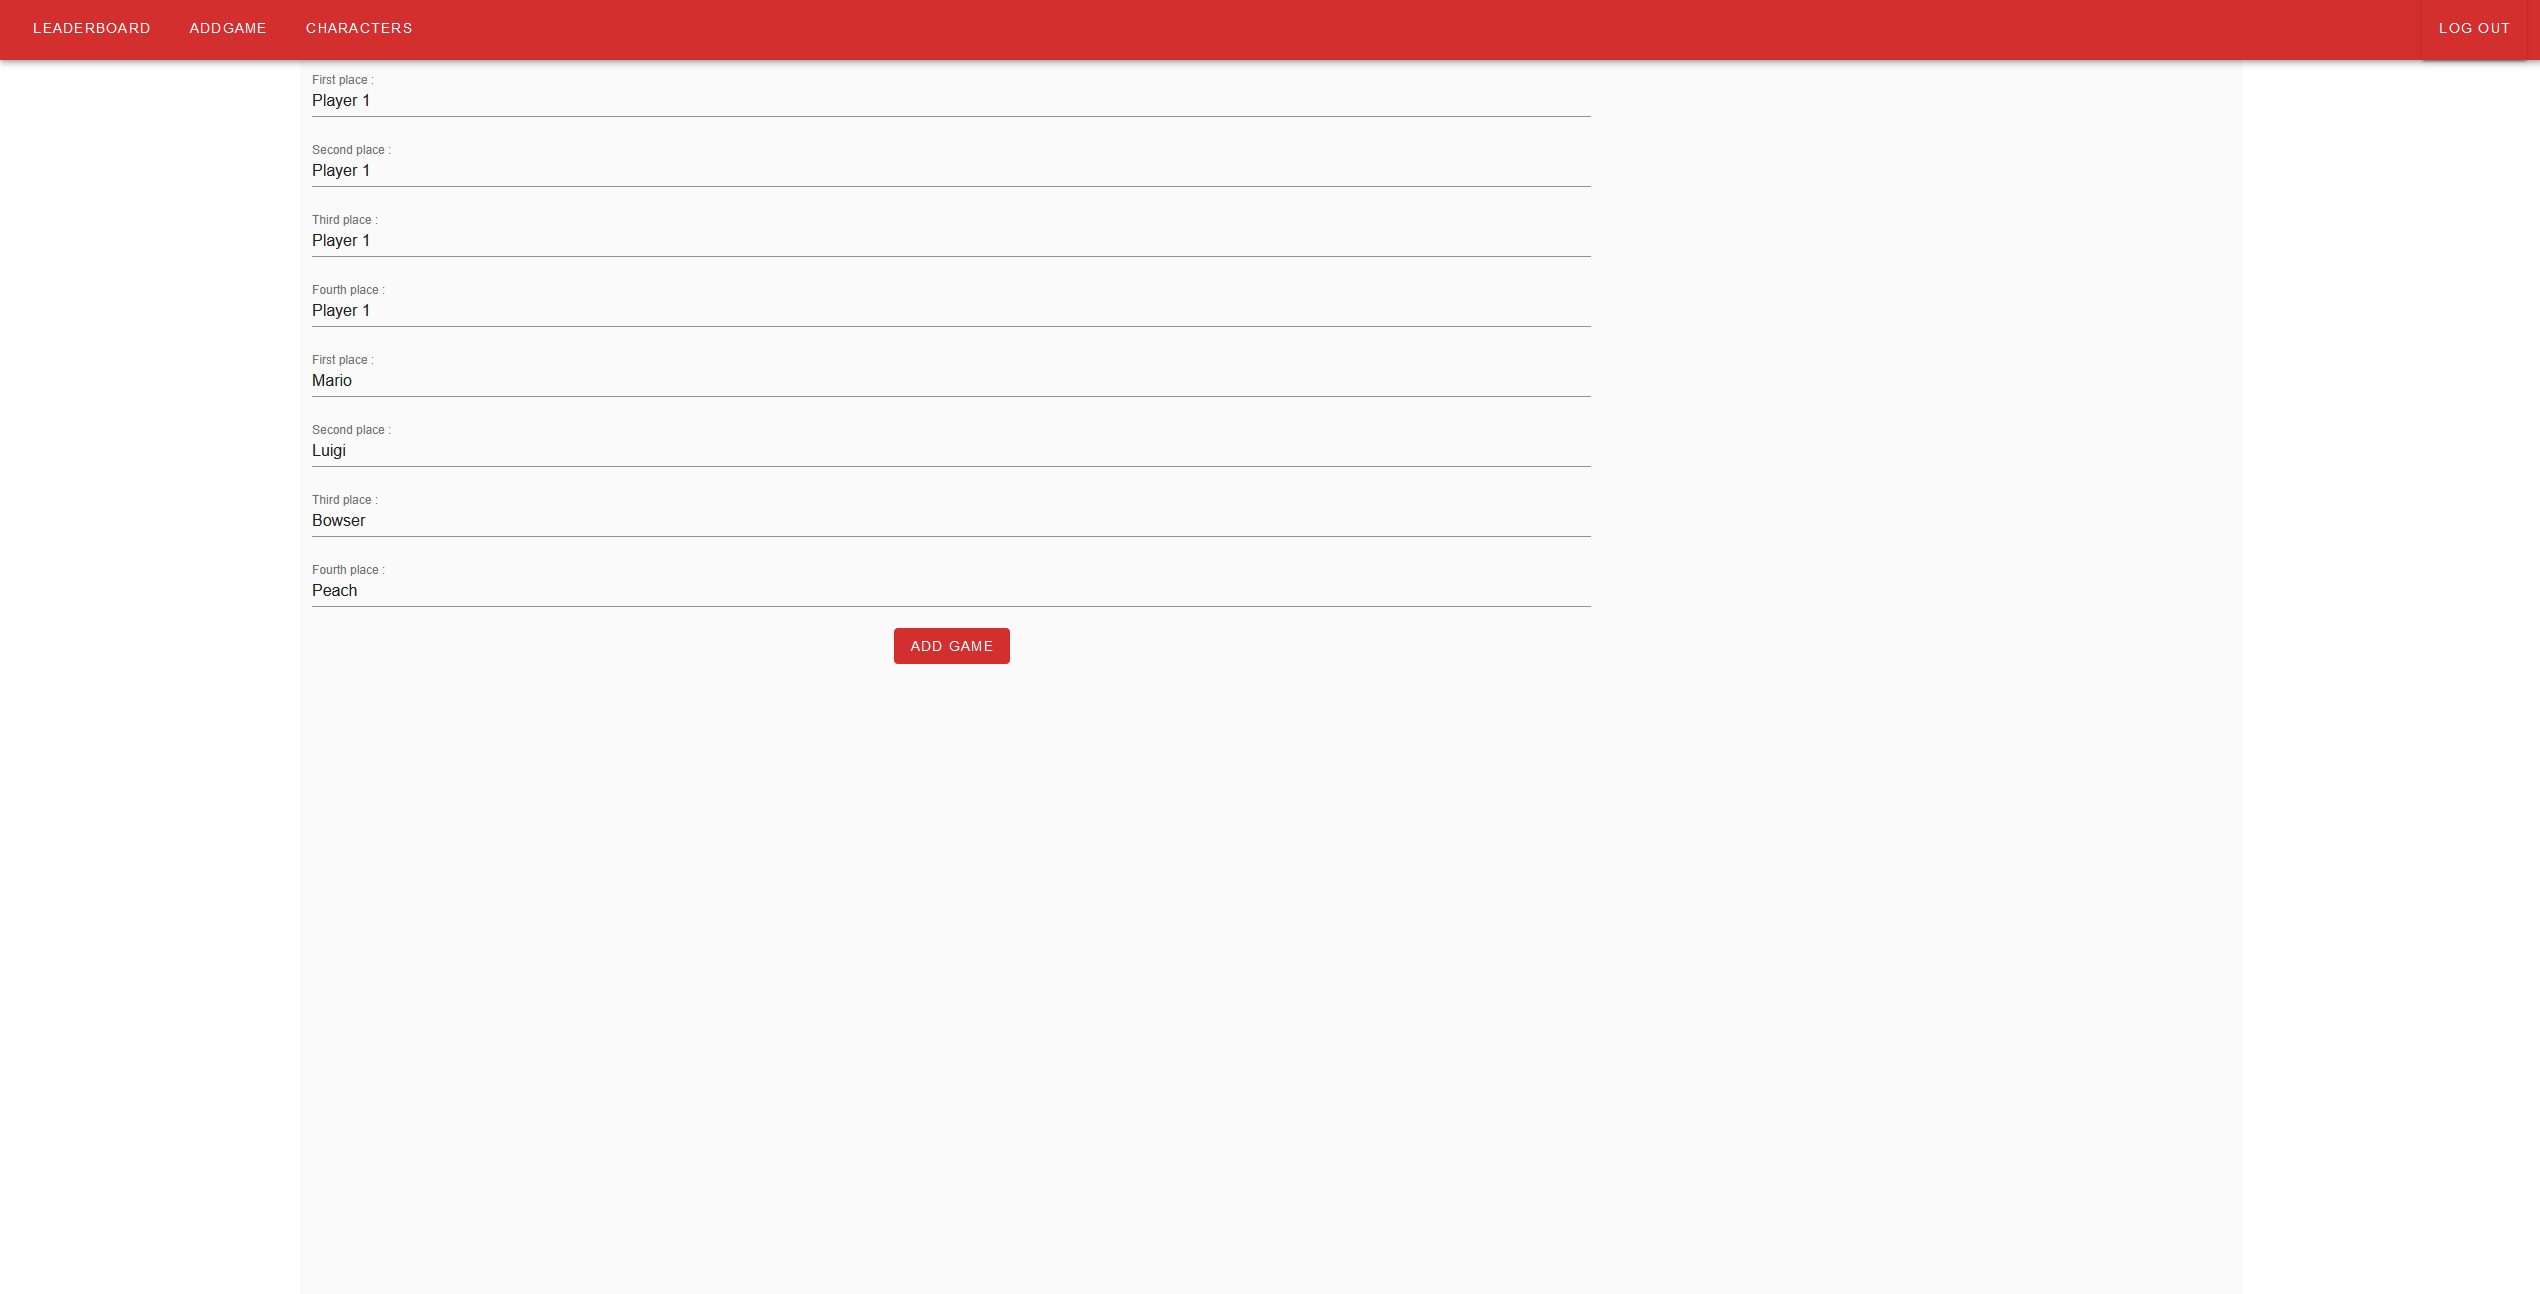 LEADERBOARD ADDGAME CHARACTERS LOG OUT
First place :
Player 1
Second place :
Player 1
Third place :
Player 1
Fourth place :
Player 1
First place :
Mario
Second place :
Luigi
Third place :
Bowser
Fourth place :
Peach
ADD GAME